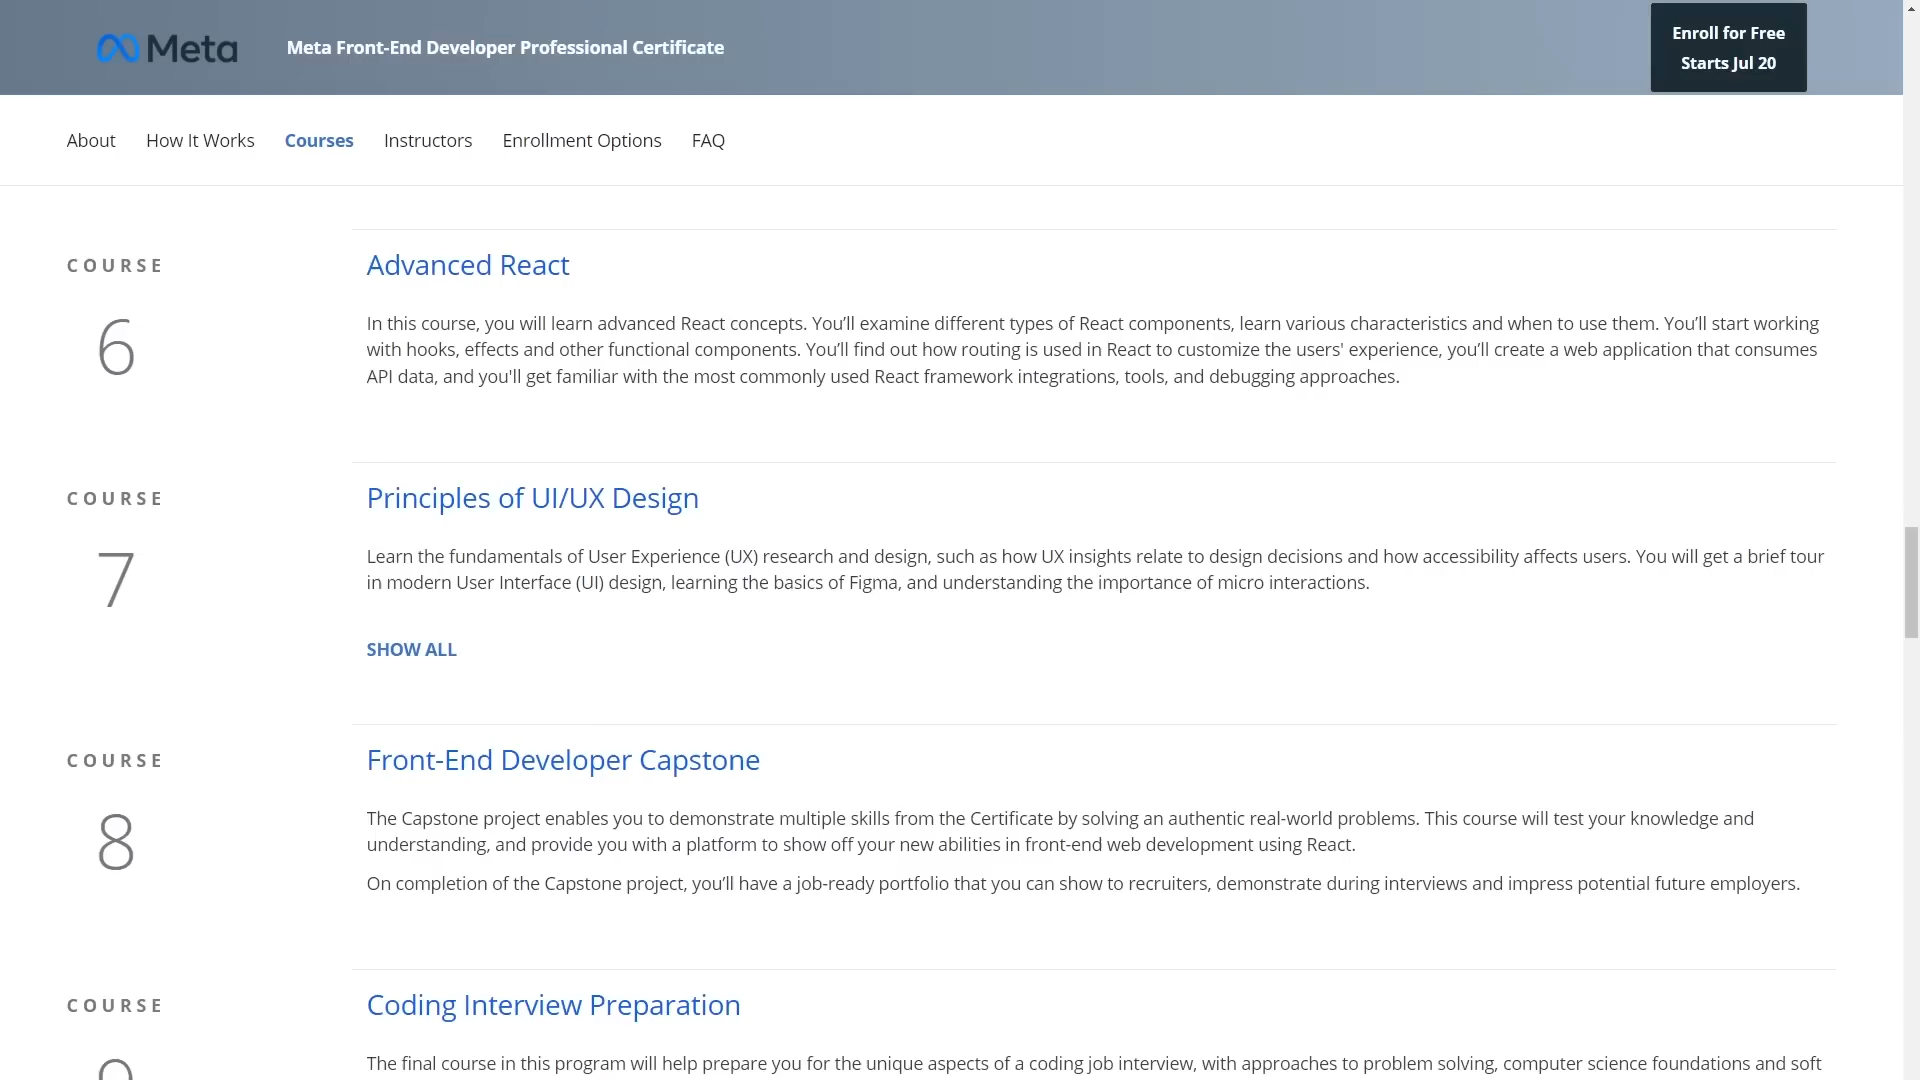 Meta
Meta Front-End Developer Professional Certificate
Enroll for Free
Starts Jul 20
About How It Works Courses Instructors Enrollment Options FAQ
COURSE
6
Advanced React
In this course, you will learn advanced React concepts. You’ll examine different types of React components, learn various characteristics and when to use them. You’ll start working
with hooks, effects and other functional components. You’ll find out how routing is used in React to customize the users' experience, you’ll create a web application that consumes
API data, and you'll get familiar with the most commonly used React framework integrations, tools, and debugging approaches.
COURSE
7
Principles of UI/UX Design
Learn the fundamentals of User Experience (UX) research and design, such as how UX insights relate to design decisions and how accessibility affects users. You will get a brief tour
in modern User Interface (UI) design, learning the basics of Figma, and understanding the importance of micro interactions.
SHOW ALL
COURSE
8
Front-End Developer Capstone
The Capstone project enables you to demonstrate multiple skills from the Certificate by solving an authentic real-world problems. This course will test your knowledge and
understanding, and provide you with a platform to show off your new abilities in front-end web development using React.
On completion of the Capstone project, you’ll have a job-ready portfolio that you can show to recruiters, demonstrate during interviews and impress potential future employers.
COURSE
Coding Interview Preparation
The final course in this program will help prepare you for the unique aspects of a coding job interview, with approaches to problem solving, computer science foundations and soft